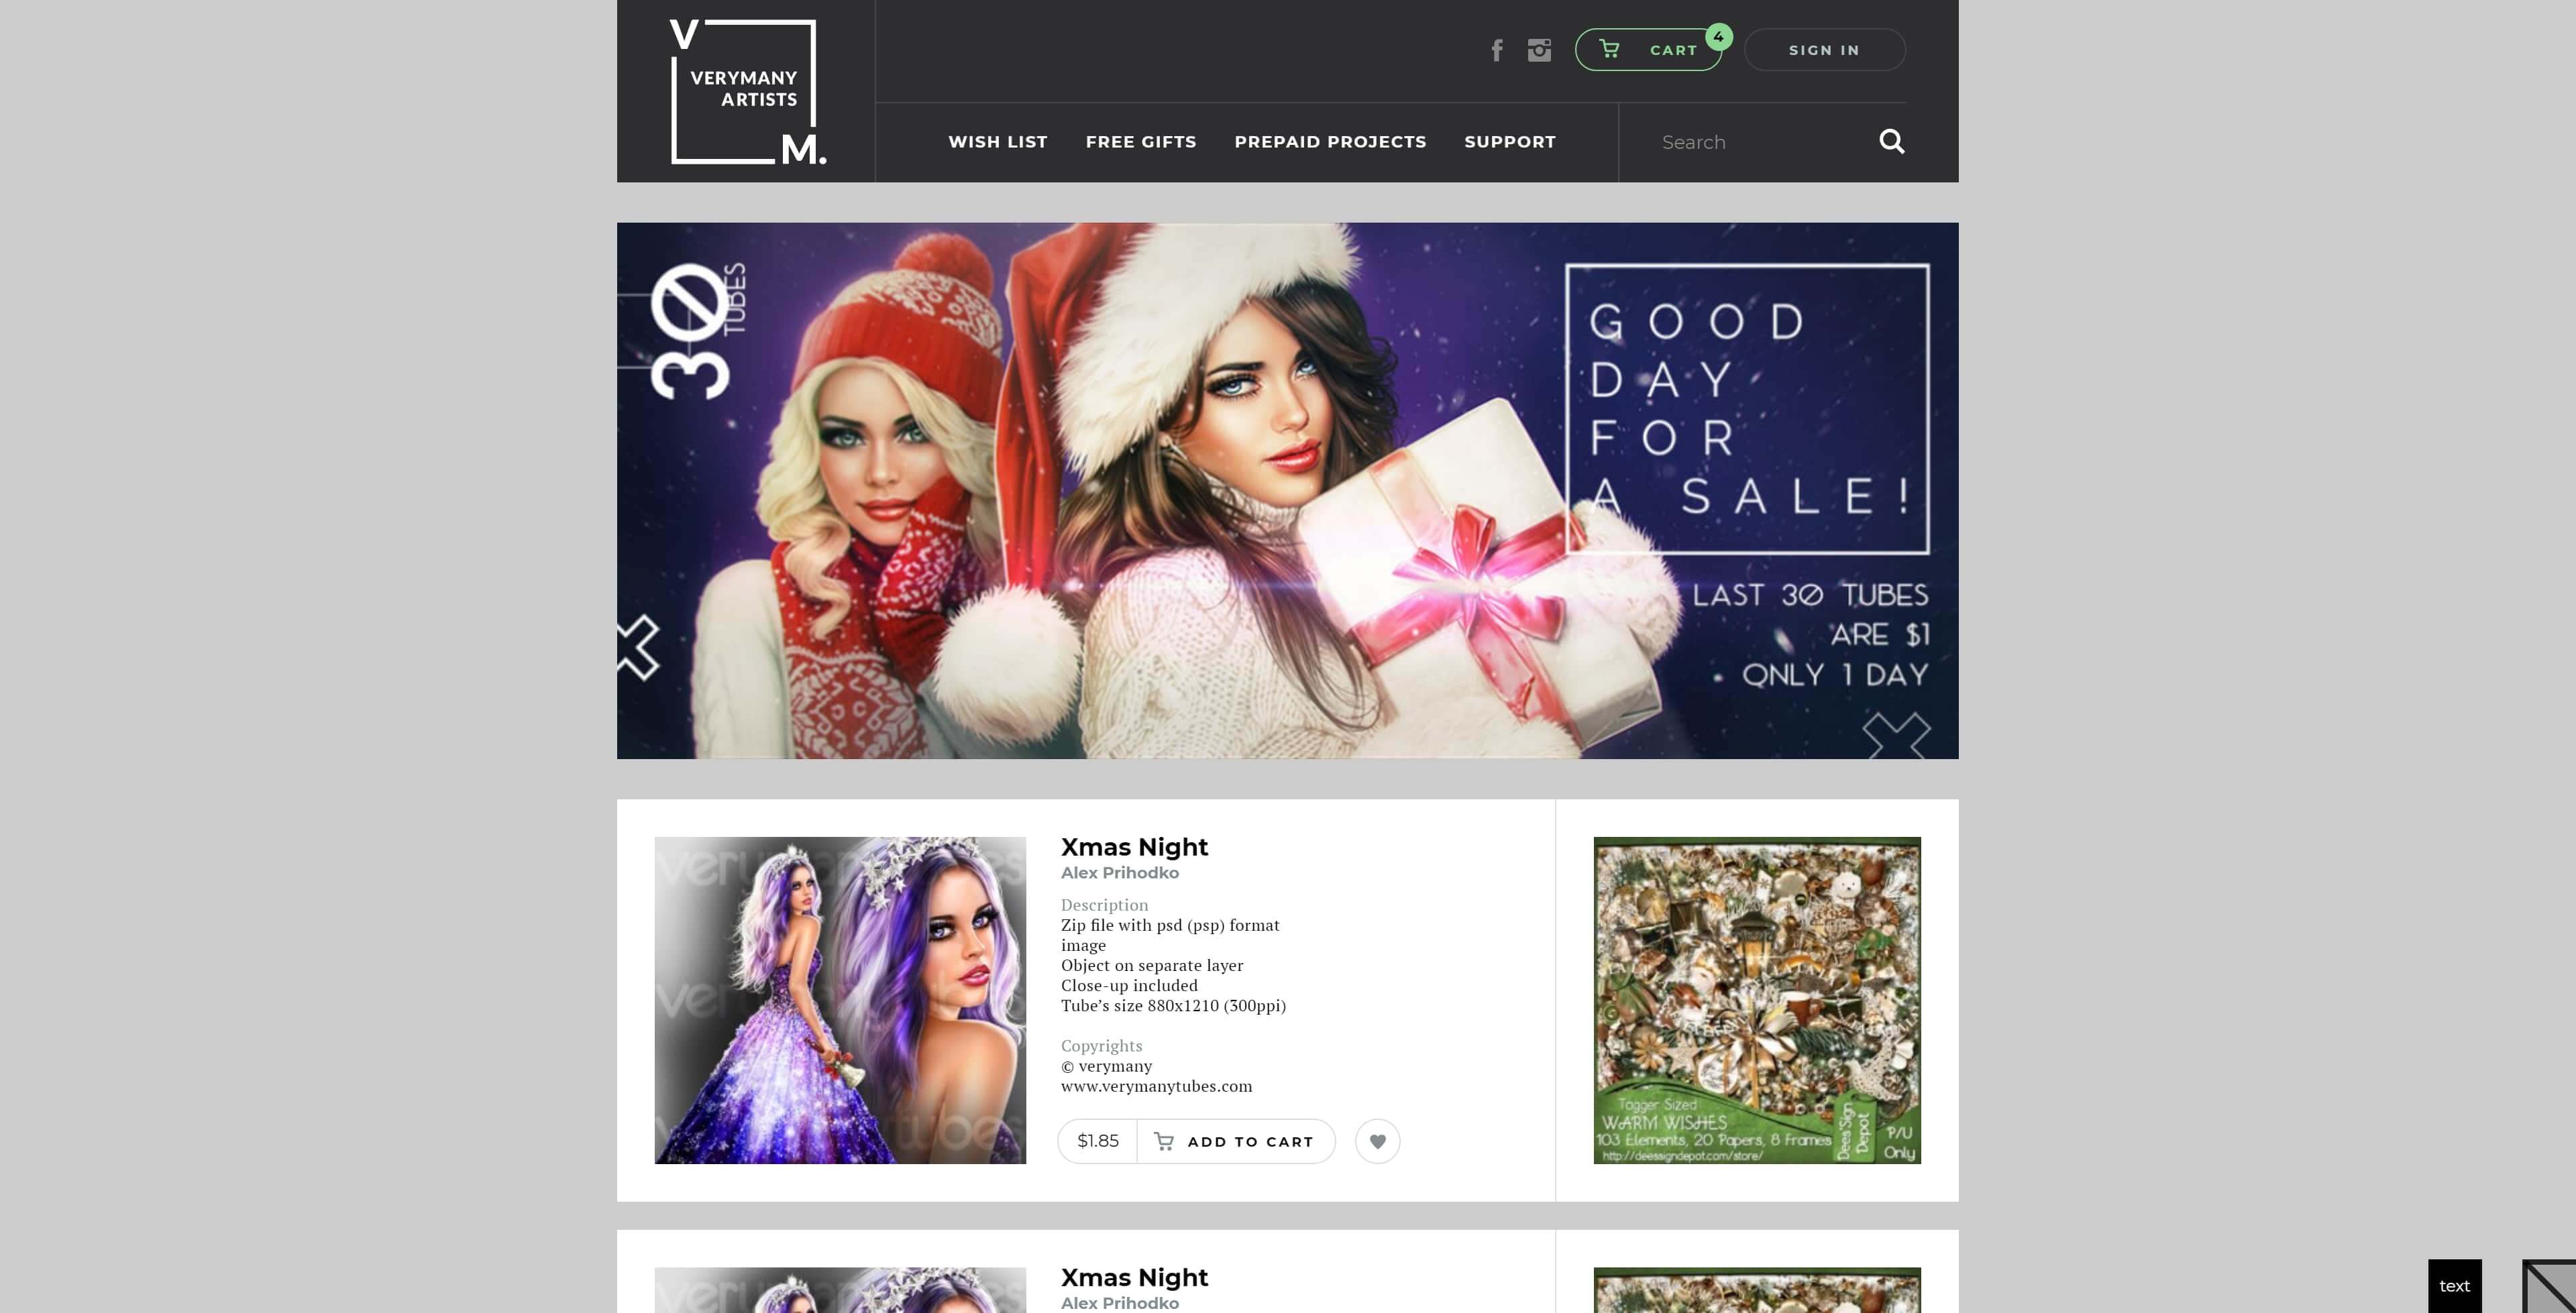 V
VERYMANY
ARTISTS
M.
CART
4
SIGN IN
WISH LIST
FREE GIFTS
PREPAID PROJECTS
SUPPORT
Search
30
TUBES
GOOD
DAY
FOR
A SALE!
LAST 30 TUBES
ARE $1
ONLY 1 DAY
verymanytubes
Xmas Night
Alex Prihodko
Description
Zip file with psd (psp) format
image
Object on separate layer
Close-up included
Tube’s size 880x1210 (300ppi)
Copyrights
© verymany
www.verymanytubes.com
$1.85
ADD TO CART
Tagger Sized
WARM WISHES
103 Elements, 20 Papers, 8 Frames
http://deessigndepot.com/store/
Dees'Sign
Depot
P/U
Only
Xmas Night
Alex Prihodko
text